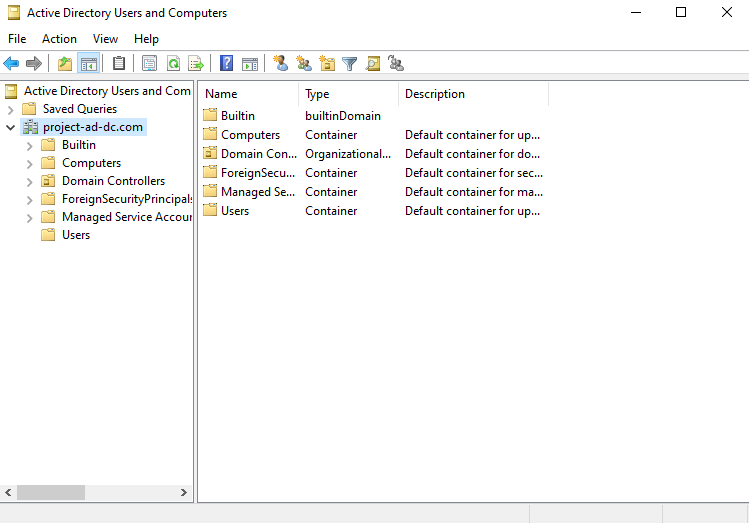 Active Directory Users and Computers
File Action View Help
Active Directory Users and Com
Saved Queries
project-ad-dc.com
Builtin
Computers
Domain Controllers
ForeignSecurityPrincipals
Managed Service Accour
Users
Name Type Description
Builtin builtinDomain
Computers Container Default container for up...
Domain Con... Organizational... Default container for do...
ForeignSecu... Container Default container for sec...
Managed Se... Container Default container for ma...
Users Container Default container for up...